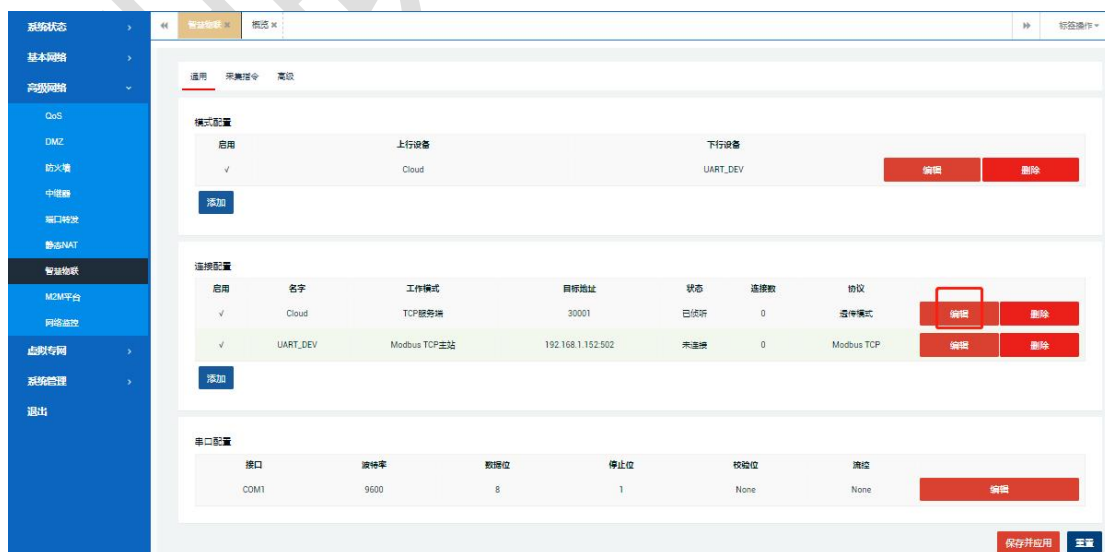 系统状态
基本网络
高级网络
QoS
DMZ
防火墙
中继器
端口转发
静态NAT
智慧物联
M2M平台
网络监控
虚拟专网
系统管理
退出
智慧物联 概览 标签操作
通用 采集指令 高级
模式配置
启用 上行设备 下行设备
√ Cloud UART_DEV 编辑 删除
添加
连接配置
启用 名字 工作模式 目标地址 状态 连接数 协议
√ Cloud TCP服务端 30001 已侦听 0 透传模式 编辑 删除
√ UART_DEV Modbus TCP主站 192.168.1.152:502 未连接 0 Modbus TCP 编辑 删除
添加
串口配置
接口 波特率 数据位 停止位 校验位 流控
COM1 9600 8 1 None None 编辑
保存并应用 重置